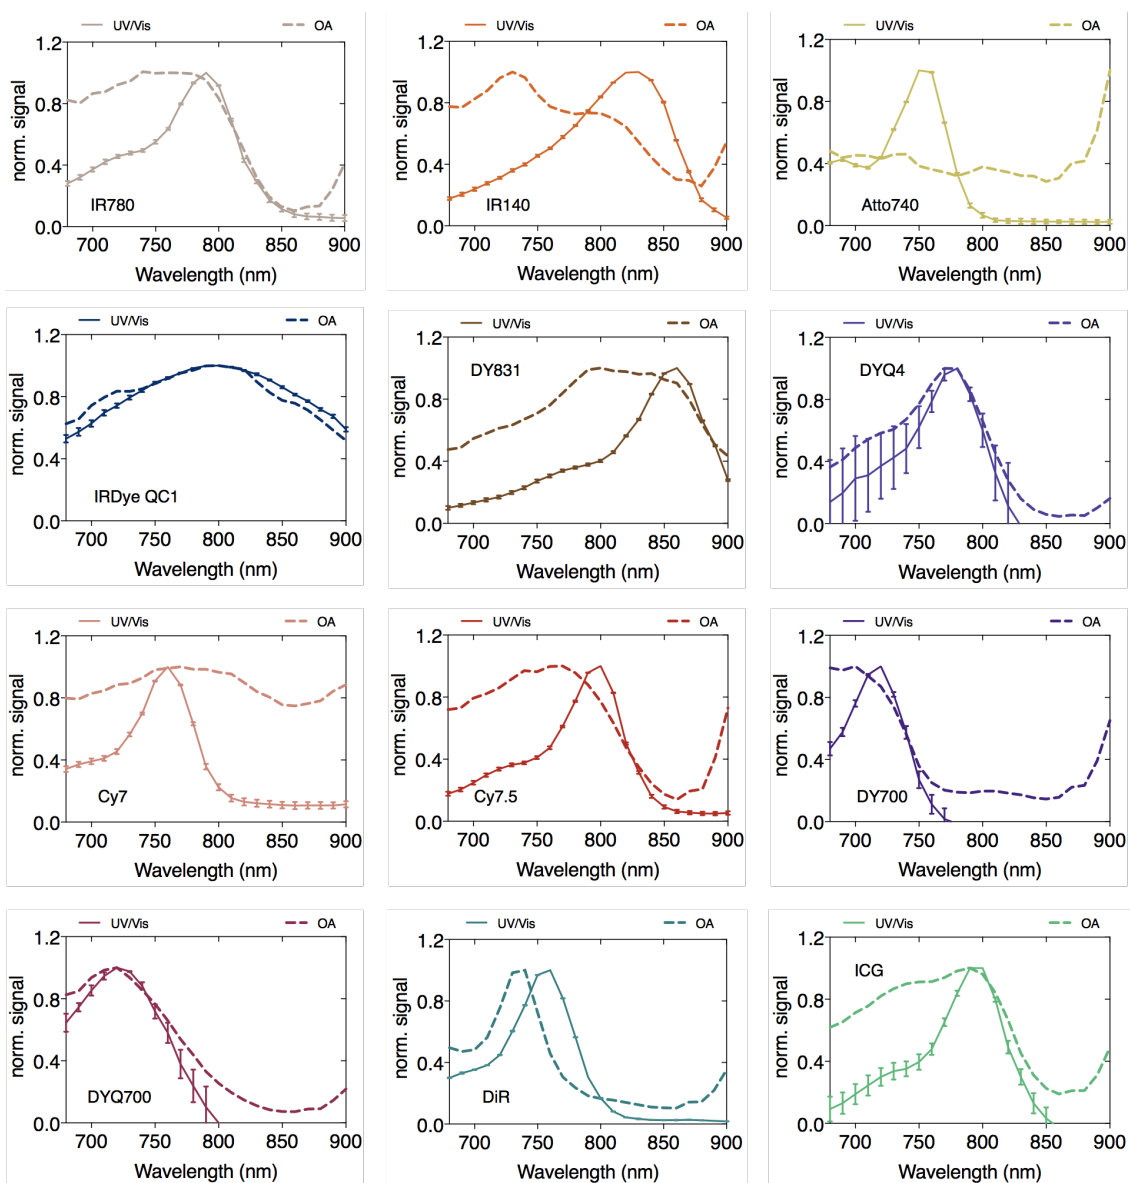 UV/Vis OA
1.2
0.8
0.4
0.0
norm. signal
IR780
700 750 800 850 900
Wavelength (nm)
UV/Vis OA
1.2
0.8
0.4
0.0
norm. signal
IR140
700 750 800 850 900
Wavelength (nm)
UV/Vis OA
1.2
0.8
0.4
0.0
norm. signal
Atto740
700 750 800 850 900
Wavelength (nm)
UV/Vis OA
1.2
0.8
0.4
0.0
norm. signal
IRDye QC1
700 750 800 850 900
Wavelength (nm)
UV/Vis OA
1.2
0.8
0.4
0.0
norm. signal
DY831
700 750 800 850 900
Wavelength (nm)
UV/Vis OA
1.2
0.8
0.4
0.0
norm. signal
DYQ4
700 750 800 850 900
Wavelength (nm)
UV/Vis OA
1.2
0.8
0.4
0.0
norm. signal
Cy7
700 750 800 850 900
Wavelength (nm)
UV/Vis OA
1.2
0.8
0.4
0.0
norm. signal
Cy7.5
700 750 800 850 900
Wavelength (nm)
UV/Vis OA
1.2
0.8
0.4
0.0
norm. signal
DY700
700 750 800 850 900
Wavelength (nm)
UV/Vis OA
1.2
0.8
0.4
0.0
norm. signal
DYQ700
700 750 800 850 900
Wavelength (nm)
UV/Vis OA
1.2
0.8
0.4
0.0
norm. signal
DiR
700 750 800 850 900
Wavelength (nm)
UV/Vis OA
1.2
0.8
0.4
0.0
norm. signal
ICG
700 750 800 850 900
Wavelength (nm)